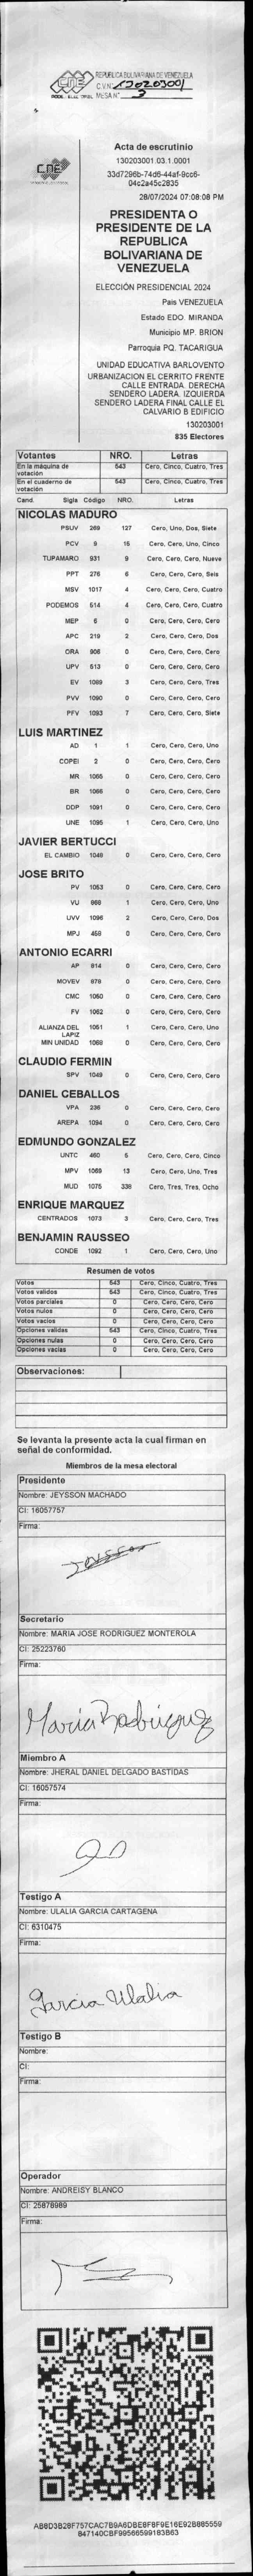 REPUBLICA BOLIVARIANA DE VENEZUELA
CNE
C.V.N° 130203001
PODER ELECTORAL MESA N° 3
CNE
Acta de escrutinio
130203001.03.1.0001
33d7296b-74d6-44af-9cc6-
04c2a45c2835
28/07/2024 07:08:08 PM
PRESIDENTA O
PRESIDENTE DE LA
REPUBLICA
BOLIVARIANA DE
VENEZUELA
ELECCIÓN PRESIDENCIAL 2024
Pais VENEZUELA
Estado EDO. MIRANDA
Municipio MP. BRION
Parroquia PQ. TACARIGUA
UNIDAD EDUCATIVA BARLOVENTO
URBANIZACION EL CERRITO FRENTE
CALLE ENTRADA. DERECHA
SENDERO LADERA. IZQUIERDA
SENDERO LADERA FINAL CALLE EL
CALVARIO B EDIFICIO
130203001
835 Electores
Votantes NRO. Letras
En la máquina de votación 543 Cero, Cinco, Cuatro, Tres
En el cuaderno de votación 543 Cero, Cinco, Cuatro, Tres
Cand. Sigla Código NRO. Letras
NICOLAS MADURO
PSUV 269 127 Cero, Uno, Dos, Siete
PCV 9 15 Cero, Cero, Uno, Cinco
TUPAMARO 931 9 Cero, Cero, Cero, Nueve
PPT 276 6 Cero, Cero, Cero, Seis
MSV 1017 4 Cero, Cero, Cero, Cuatro
PODEMOS 514 4 Cero, Cero, Cero, Cuatro
MEP 6 0 Cero, Cero, Cero, Cero
APC 219 2 Cero, Cero, Cero, Dos
ORA 906 0 Cero, Cero, Cero, Cero
UPV 513 0 Cero, Cero, Cero, Cero
EV 1089 3 Cero, Cero, Cero, Tres
PVV 1090 0 Cero, Cero, Cero, Cero
PFV 1093 7 Cero, Cero, Cero, Siete
LUIS MARTINEZ
AD 1 1 Cero, Cero, Cero, Uno
COPEI 2 0 Cero, Cero, Cero, Cero
MR 1065 0 Cero, Cero, Cero, Cero
BR 1066 0 Cero, Cero, Cero, Cero
DDP 1091 0 Cero, Cero, Cero, Cero
UNE 1095 1 Cero, Cero, Cero, Uno
JAVIER BERTUCCI
EL CAMBIO 1048 0 Cero, Cero, Cero, Cero
JOSE BRITO
PV 1053 0 Cero, Cero, Cero, Cero
VU 868 1 Cero, Cero, Cero, Uno
UVV 1096 2 Cero, Cero, Cero, Dos
MPJ 458 0 Cero, Cero, Cero, Cero
ANTONIO ECARRI
AP 914 0 Cero, Cero, Cero, Cero
MOVEV 978 0 Cero, Cero, Cero, Cero
CMC 1060 0 Cero, Cero, Cero, Cero
FV 1062 0 Cero, Cero, Cero, Cero
ALIANZA DEL LAPIZ 1051 1 Cero, Cero, Cero, Uno
MIN UNIDAD 1068 0 Cero, Cero, Cero, Cero
CLAUDIO FERMIN
SPV 1049 0 Cero, Cero, Cero, Cero
DANIEL CEBALLOS
VPA 236 0 Cero, Cero, Cero, Cero
AREPA 1094 0 Cero, Cero, Cero, Cero
EDMUNDO GONZALEZ
UNTC 460 5 Cero, Cero, Cero, Cinco
MPV 1069 13 Cero, Cero, Uno, Tres
MUD 1075 338 Cero, Tres, Tres, Ocho
ENRIQUE MARQUEZ
CENTRADOS 1073 3 Cero, Cero, Cero, Tres
BENJAMIN RAUSSEO
CONDE 1092 1 Cero, Cero, Cero, Uno
Resumen de votos
Votos 543 Cero, Cinco, Cuatro, Tres
Votos validos 543 Cero, Cinco, Cuatro, Tres
Votos parciales 0 Cero, Cero, Cero, Cero
Votos nulos 0 Cero, Cero, Cero, Cero
Votos vacios 0 Cero, Cero, Cero, Cero
Opciones validas 543 Cero, Cinco, Cuatro, Tres
Opciones nulas 0 Cero, Cero, Cero, Cero
Opciones vacias 0 Cero, Cero, Cero, Cero
Observaciones:
Se levanta la presente acta la cual firman en
señal de conformidad.
Miembros de la mesa electoral
Presidente
Nombre: JEYSSON MACHADO
CI: 16057757
Firma:
Secretario
Nombre: MARIA JOSE RODRIGUEZ MONTEROLA
CI: 25223760
Firma:
Maria Rodriguez
Miembro A
Nombre: JHERAL DANIEL DELGADO BASTIDAS
CI: 16057574
Firma:
Testigo A
Nombre: ULALIA GARCIA CARTAGENA
CI: 6310475
Firma:
Garcia Ulalia
Testigo B
Nombre:
CI:
Firma:
Operador
Nombre: ANDREISY BLANCO
CI: 25878989
Firma:
AB8D3B28F757CAC7B9A6DBE8F8F9E16E92B885559
847140CBF99566599183B63